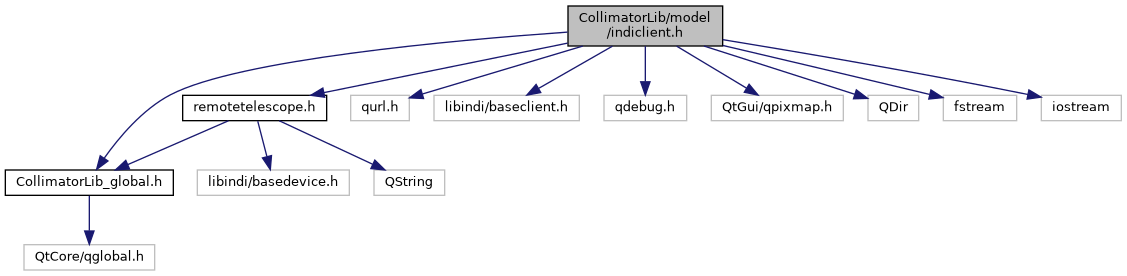 CollimatorLib/model
/indiclient.h
remotetelescope.h
qurl.h
libindi/baseclient.h
qdebug.h
QtGui/qpixmap.h
QDir
fstream
iostream
CollimatorLib_global.h
libindi/basedevice.h
QString
QtCore/qglobal.h